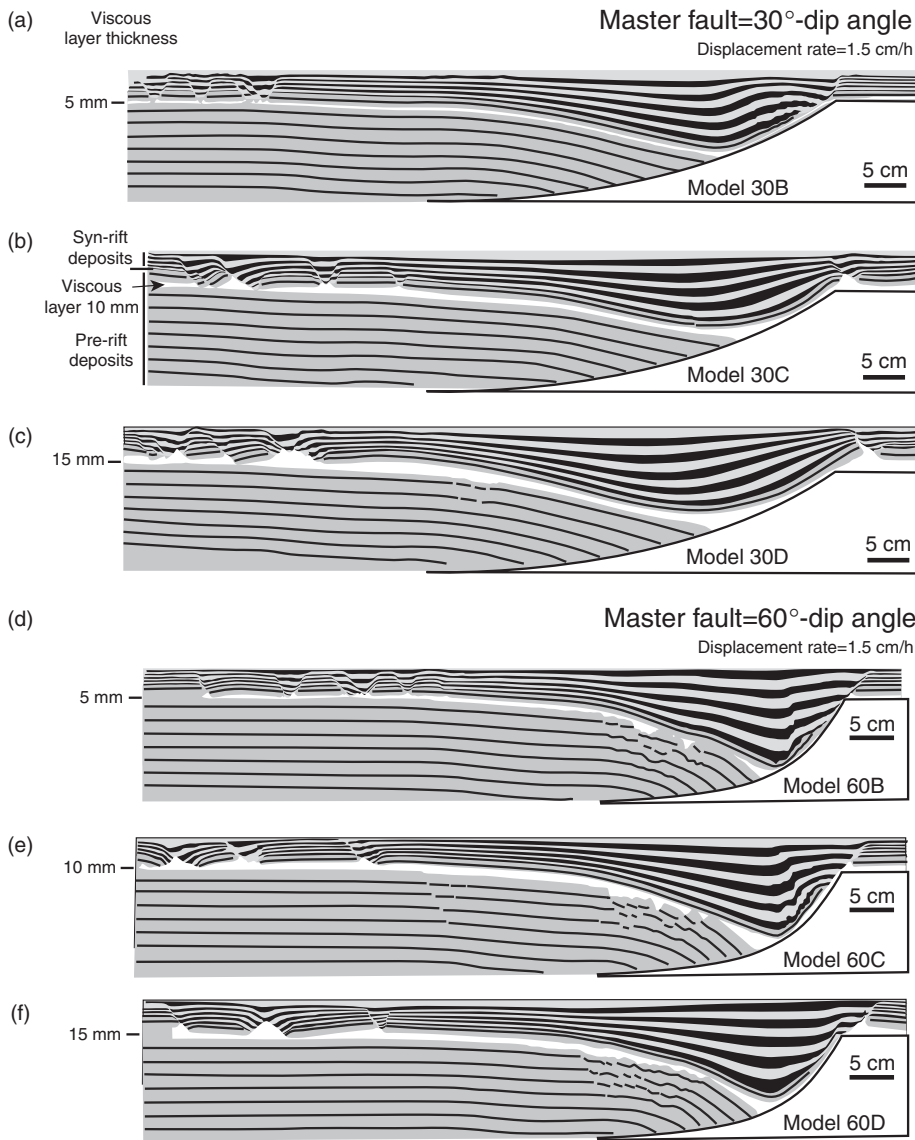 (a)
Viscous
layer thickness
Master fault=30°-dip angle
Displacement rate=1.5 cm/h
5 mm
Model 30B
5 cm
(b)
Syn-rift
deposits
Viscous
layer 10 mm
Pre-rift
deposits
Model 30C
5 cm
(c)
15 mm
Model 30D
5 cm
(d)
Master fault=60°-dip angle
Displacement rate=1.5 cm/h
5 mm
5 cm
Model 60B
(e)
10 mm
5 cm
Model 60C
(f)
15 mm
5 cm
Model 60D